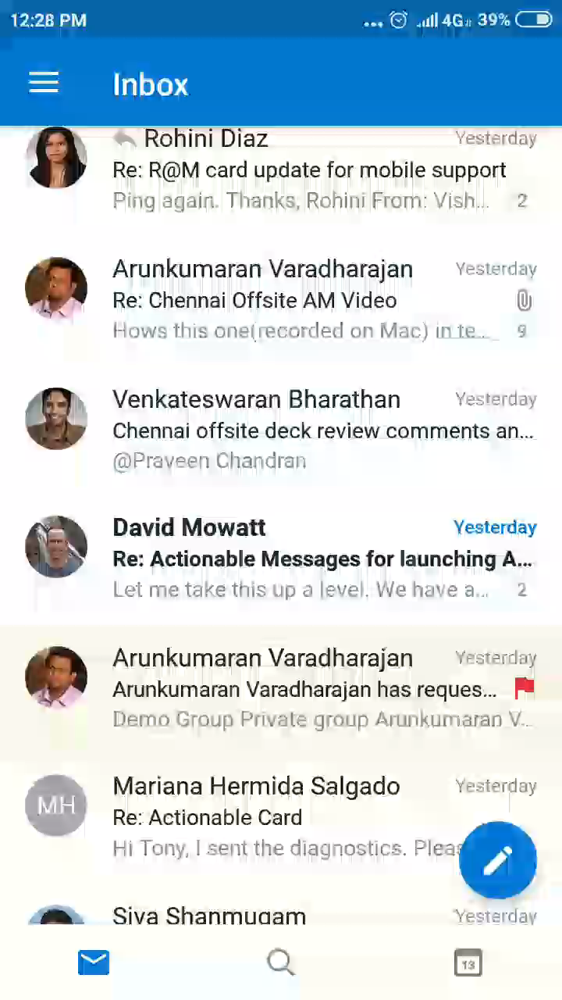 12:28 PM ... 4G 39%
Inbox
Rohini Diaz Yesterday
Re: R@M card update for mobile support
Ping again. Thanks, Rohini From: Vish... 2
Arunkumaran Varadharajan Yesterday
Re: Chennai Offsite AM Video
Hows this one(recorded on Mac) in te... 9
Venkateswaran Bharathan Yesterday
Chennai offsite deck review comments an...
@Praveen Chandran
David Mowatt Yesterday
Re: Actionable Messages for launching A...
Let me take this up a level. We have a... 2
Arunkumaran Varadharajan Yesterday
Arunkumaran Varadharajan has reques...
Demo Group Private group Arunkumaran V...
MH
Mariana Hermida Salgado Yesterday
Re: Actionable Card
Hi Tony, I sent the diagnostics. Pleas
Siva Shanmugam Yesterday
13